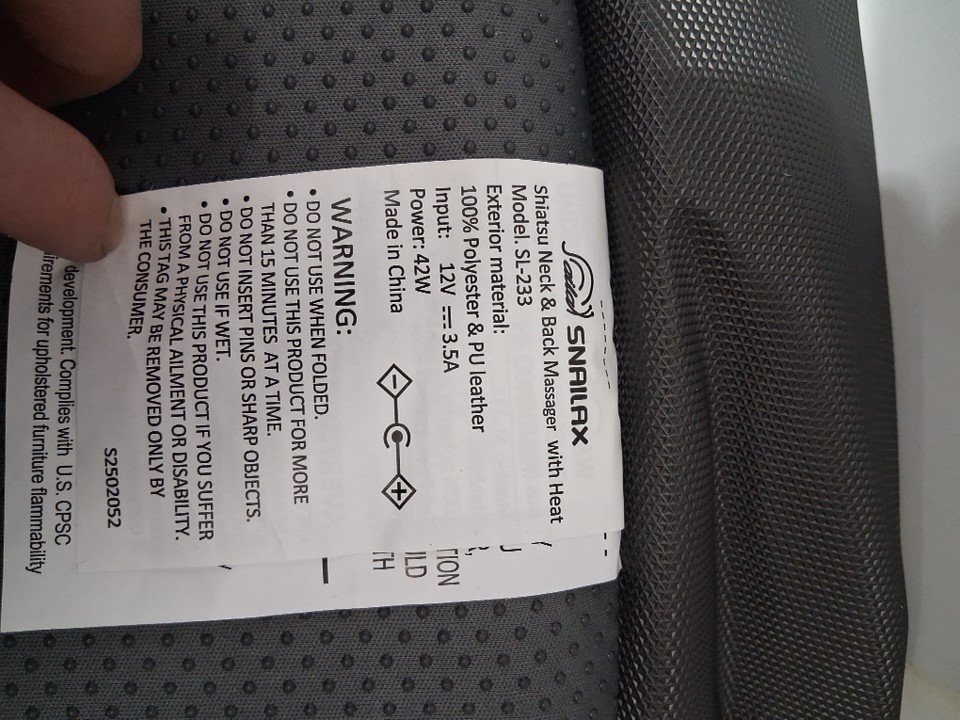 SNAILAX
Shiatsu Neck & Back Massager with Heat
Model. SL-233
Exterior material:
100% Polyester & PU leather
Input: 12V ⎓ 3.5A
Power: 42W
Made in China
- +
WARNING:
• DO NOT USE WHEN FOLDED.
• DO NOT USE THIS PRODUCT FOR MORE
THAN 15 MINUTES AT A TIME.
• DO NOT INSERT PINS OR SHARP OBJECTS.
• DO NOT USE IF WET.
• DO NOT USE THIS PRODUCT IF YOU SUFFER
FROM A PHYSICAL AILMENT OR DISABILITY.
• THIS TAG MAY BE REMOVED ONLY BY
THE CONSUMER.
S2502052
TION
ILD
TH
development. Complies with U.S. CPSC
irements for upholstered furniture flammability